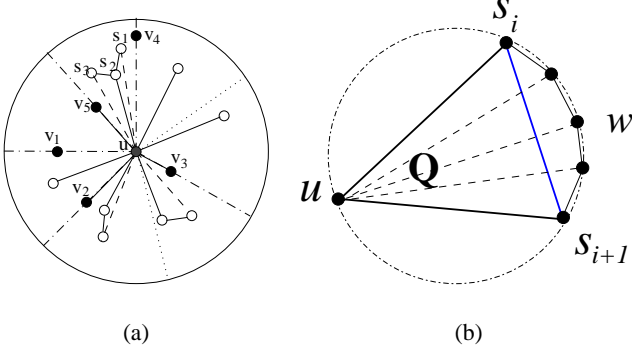 s₁
v₄
s₃
s₂
v₅
v₁
u
v₃
v₂
(a)
sᵢ
w
Q
u
sᵢ₊₁
(b)